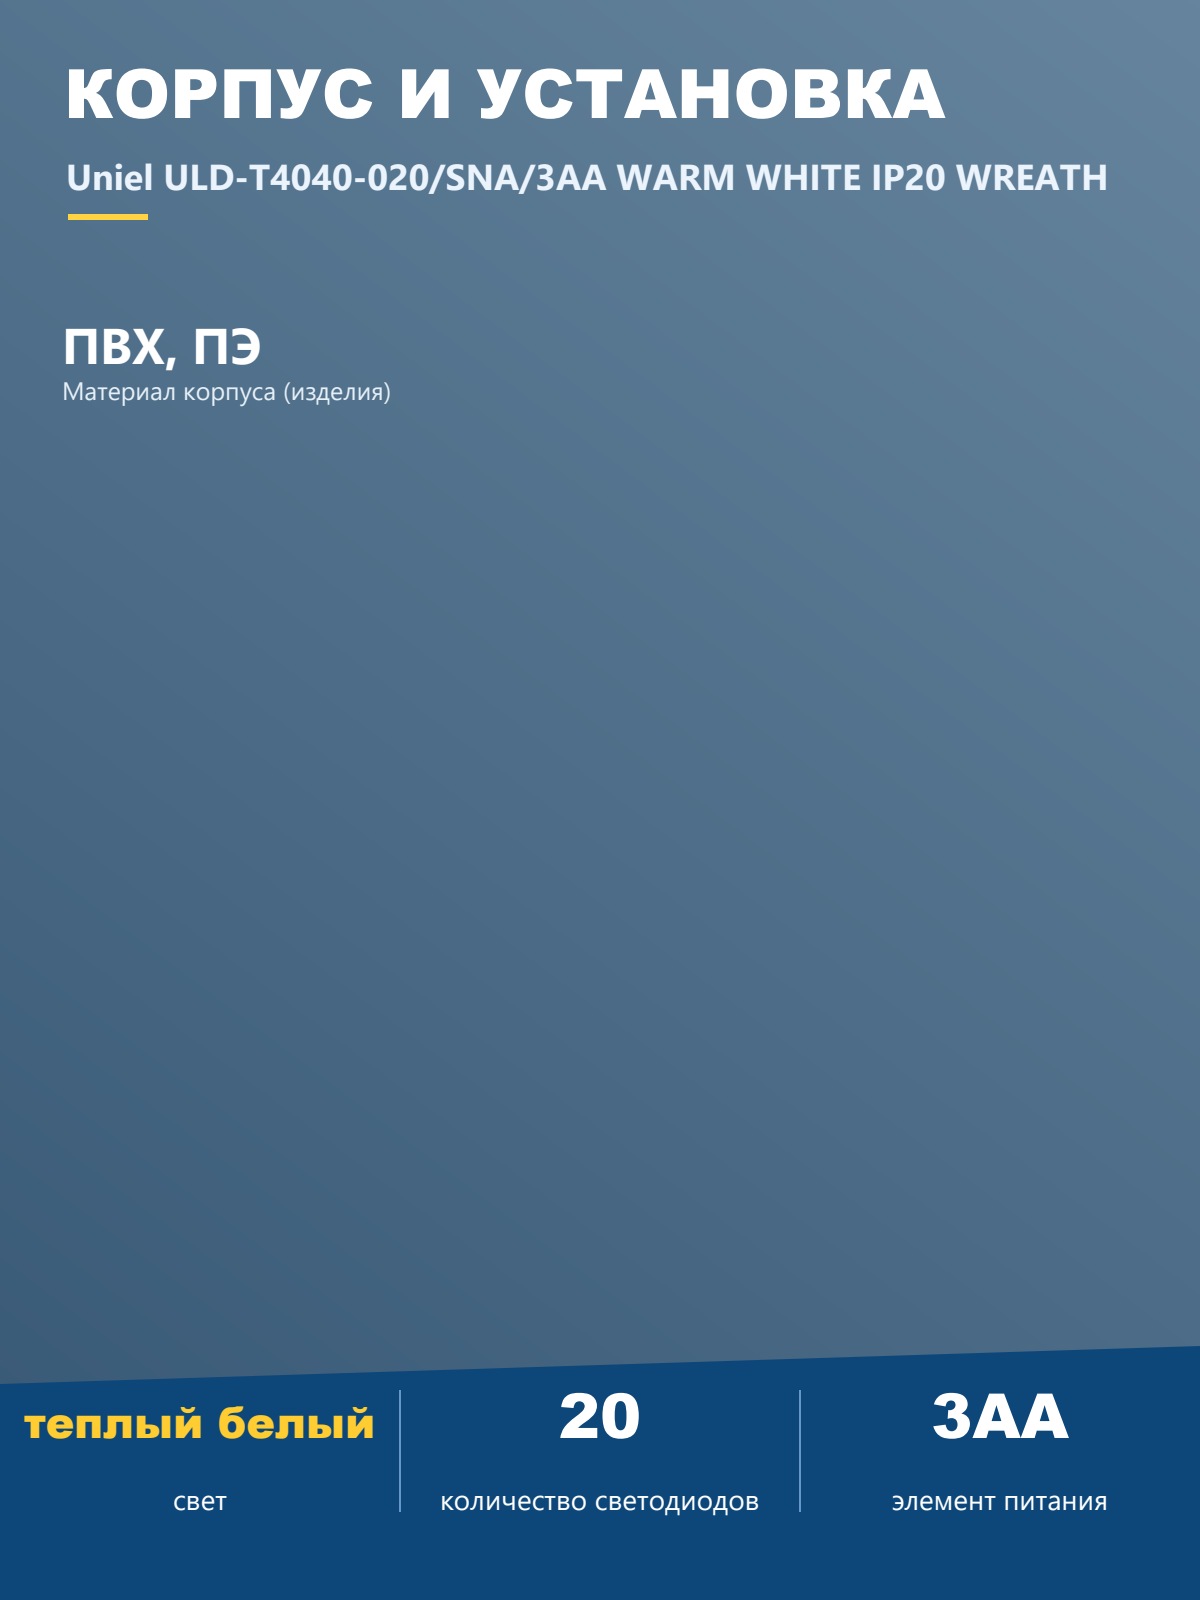 КОРПУС И УСТАНОВКА
Uniel ULD-T4040-020/SNA/3AA WARM WHITE IP20 WREATH
ПВХ, ПЭ
Материал корпуса (изделия)
теплый белый
свет
20
количество светодиодов
3АА
элемент питания